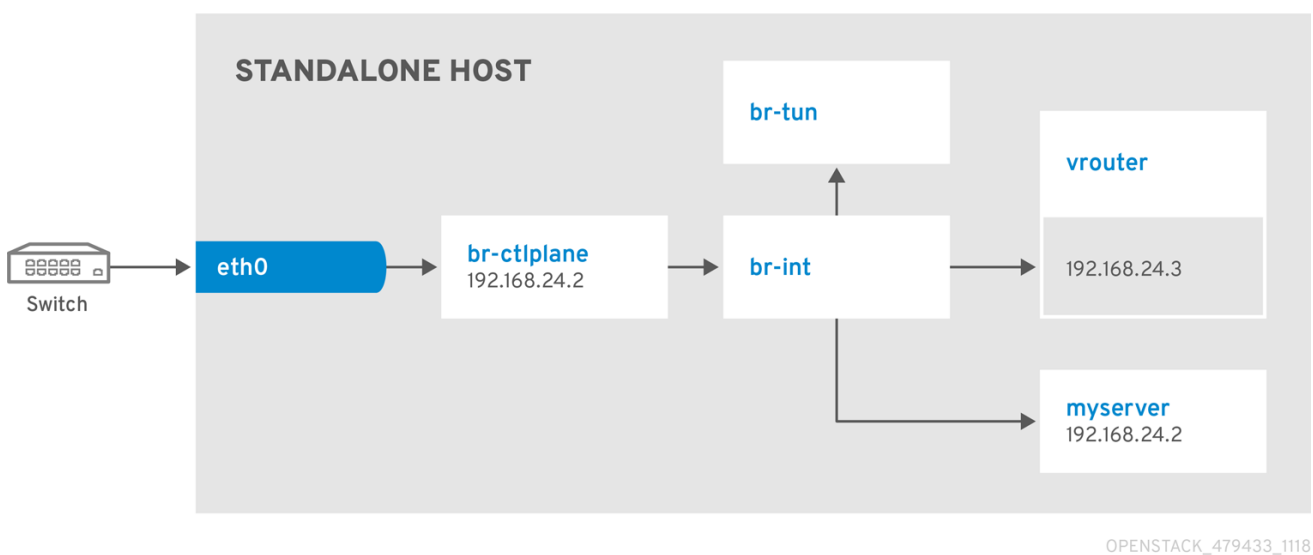 STANDALONE HOST
br-tun
vrouter
192.168.24.3
Switch
eth0
br-ctlplane
192.168.24.2
br-int
myserver
192.168.24.2
OPENSTACK_479433_1118